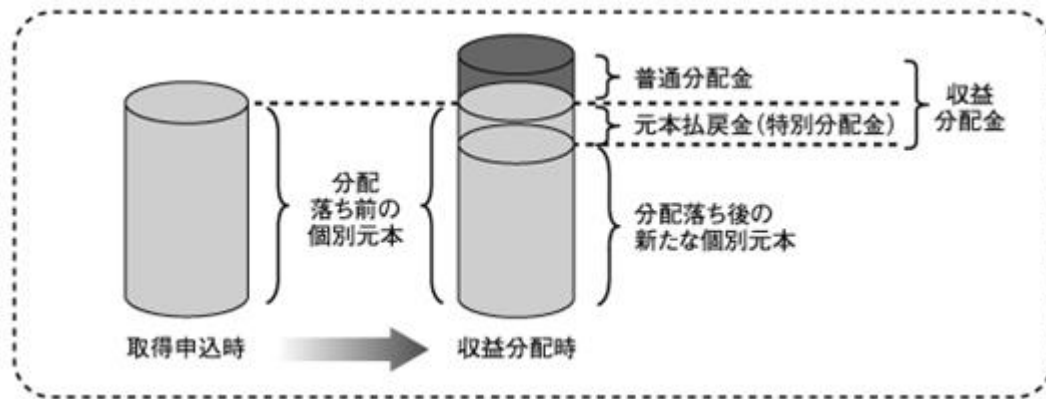 普通分配金
元本払戻金(特別分配金)
収益
分配金
分配
落ち前の
個別元本
分配落ち後の
新たな個別元本
取得申込時
収益分配時